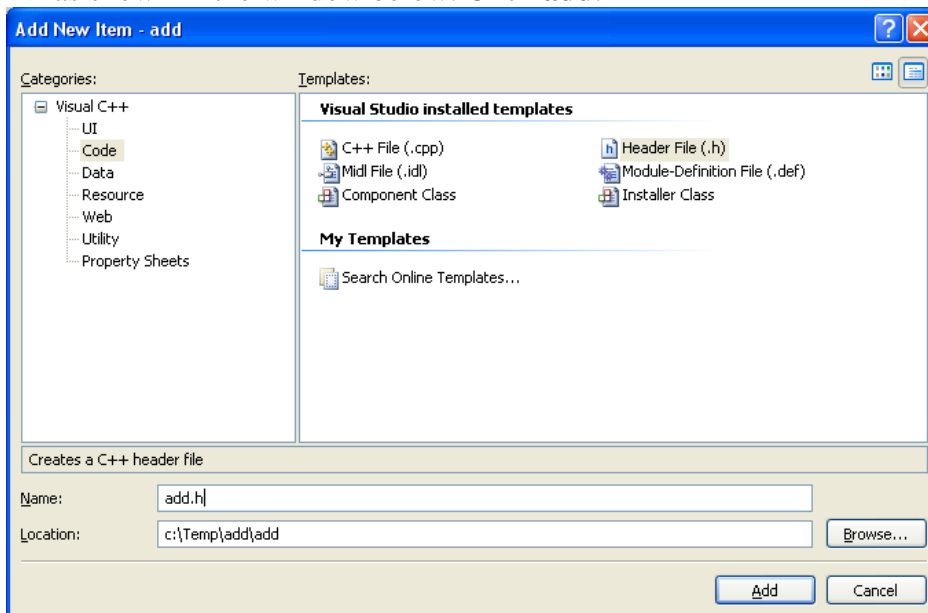 Add New Item - add
Categories:
Templates:
Visual C++
UI
Code
Data
Resource
Web
Utility
Property Sheets
Visual Studio installed templates
C++ File (.cpp)
Header File (.h)
Midl File (.idl)
Module-Definition File (.def)
Component Class
Installer Class
My Templates
Search Online Templates...
Creates a C++ header file
Name:
add.h
Location:
c:\Temp\add\add
Browse...
Add
Cancel